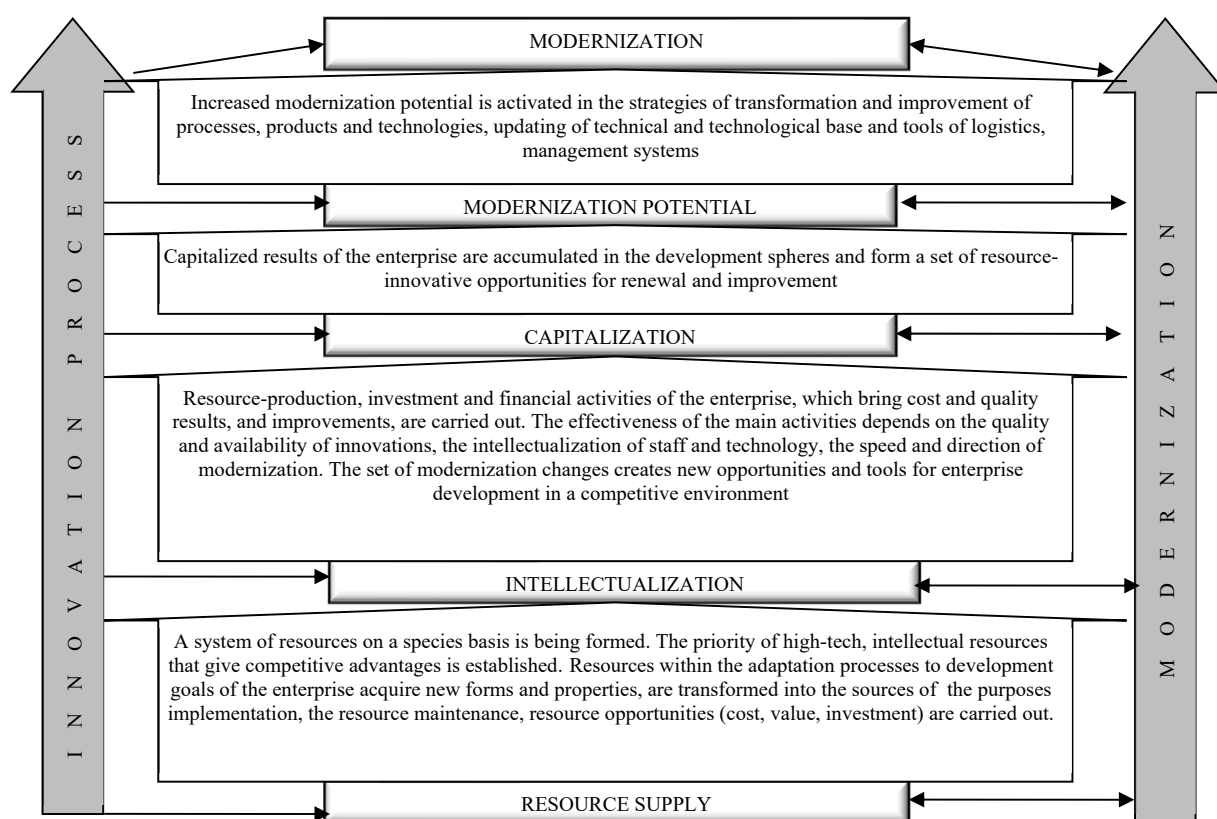 MODERNIZATION
Increased modernization potential is activated in the strategies of transformation and improvement of
processes, products and technologies, updating of technical and technological base and tools of logistics,
management systems
MODERNIZATION POTENTIAL
Capitalized results of the enterprise are accumulated in the development spheres and form a set of resource-
innovative opportunities for renewal and improvement
CAPITALIZATION
Resource-production, investment and financial activities of the enterprise, which bring cost and quality
results, and improvements, are carried out. The effectiveness of the main activities depends on the quality
and availability of innovations, the intellectualization of staff and technology, the speed and direction of
modernization. The set of modernization changes creates new opportunities and tools for enterprise
development in a competitive environment
INTELLECTUALIZATION
A system of resources on a species basis is being formed. The priority of high-tech, intellectual resources
that give competitive advantages is established. Resources within the adaptation processes to development
goals of the enterprise acquire new forms and properties, are transformed into the sources of the purposes
implementation, the resource maintenance, resource opportunities (cost, value, investment) are carried out.
RESOURCE SUPPLY
INNOVATION PROCESS
MODERNIZATION